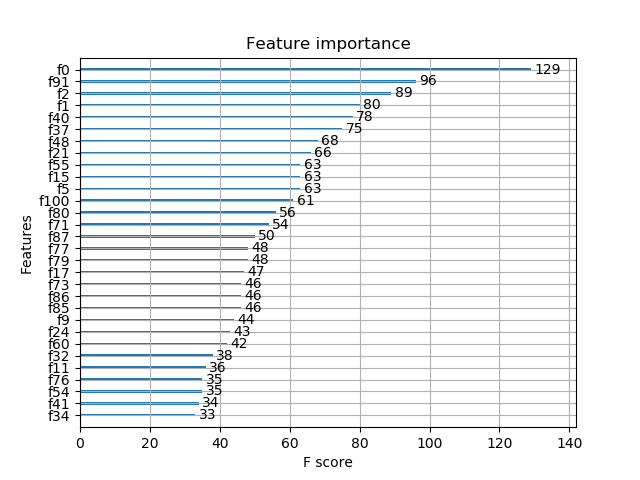 Feature importance
f0 129
f91 96
f2 89
f1 80
f40 78
f37 75
f48 68
f21 66
f55 63
f15 63
f5 63
f100 61
f80 56
f71 54
f87 50
f77 48
f79 48
f17 47
f73 46
f86 46
f85 46
f9 44
f24 43
f60 42
f32 38
f11 36
f76 35
f54 35
f41 34
f34 33
0 20 40 60 80 100 120 140
F score
Features